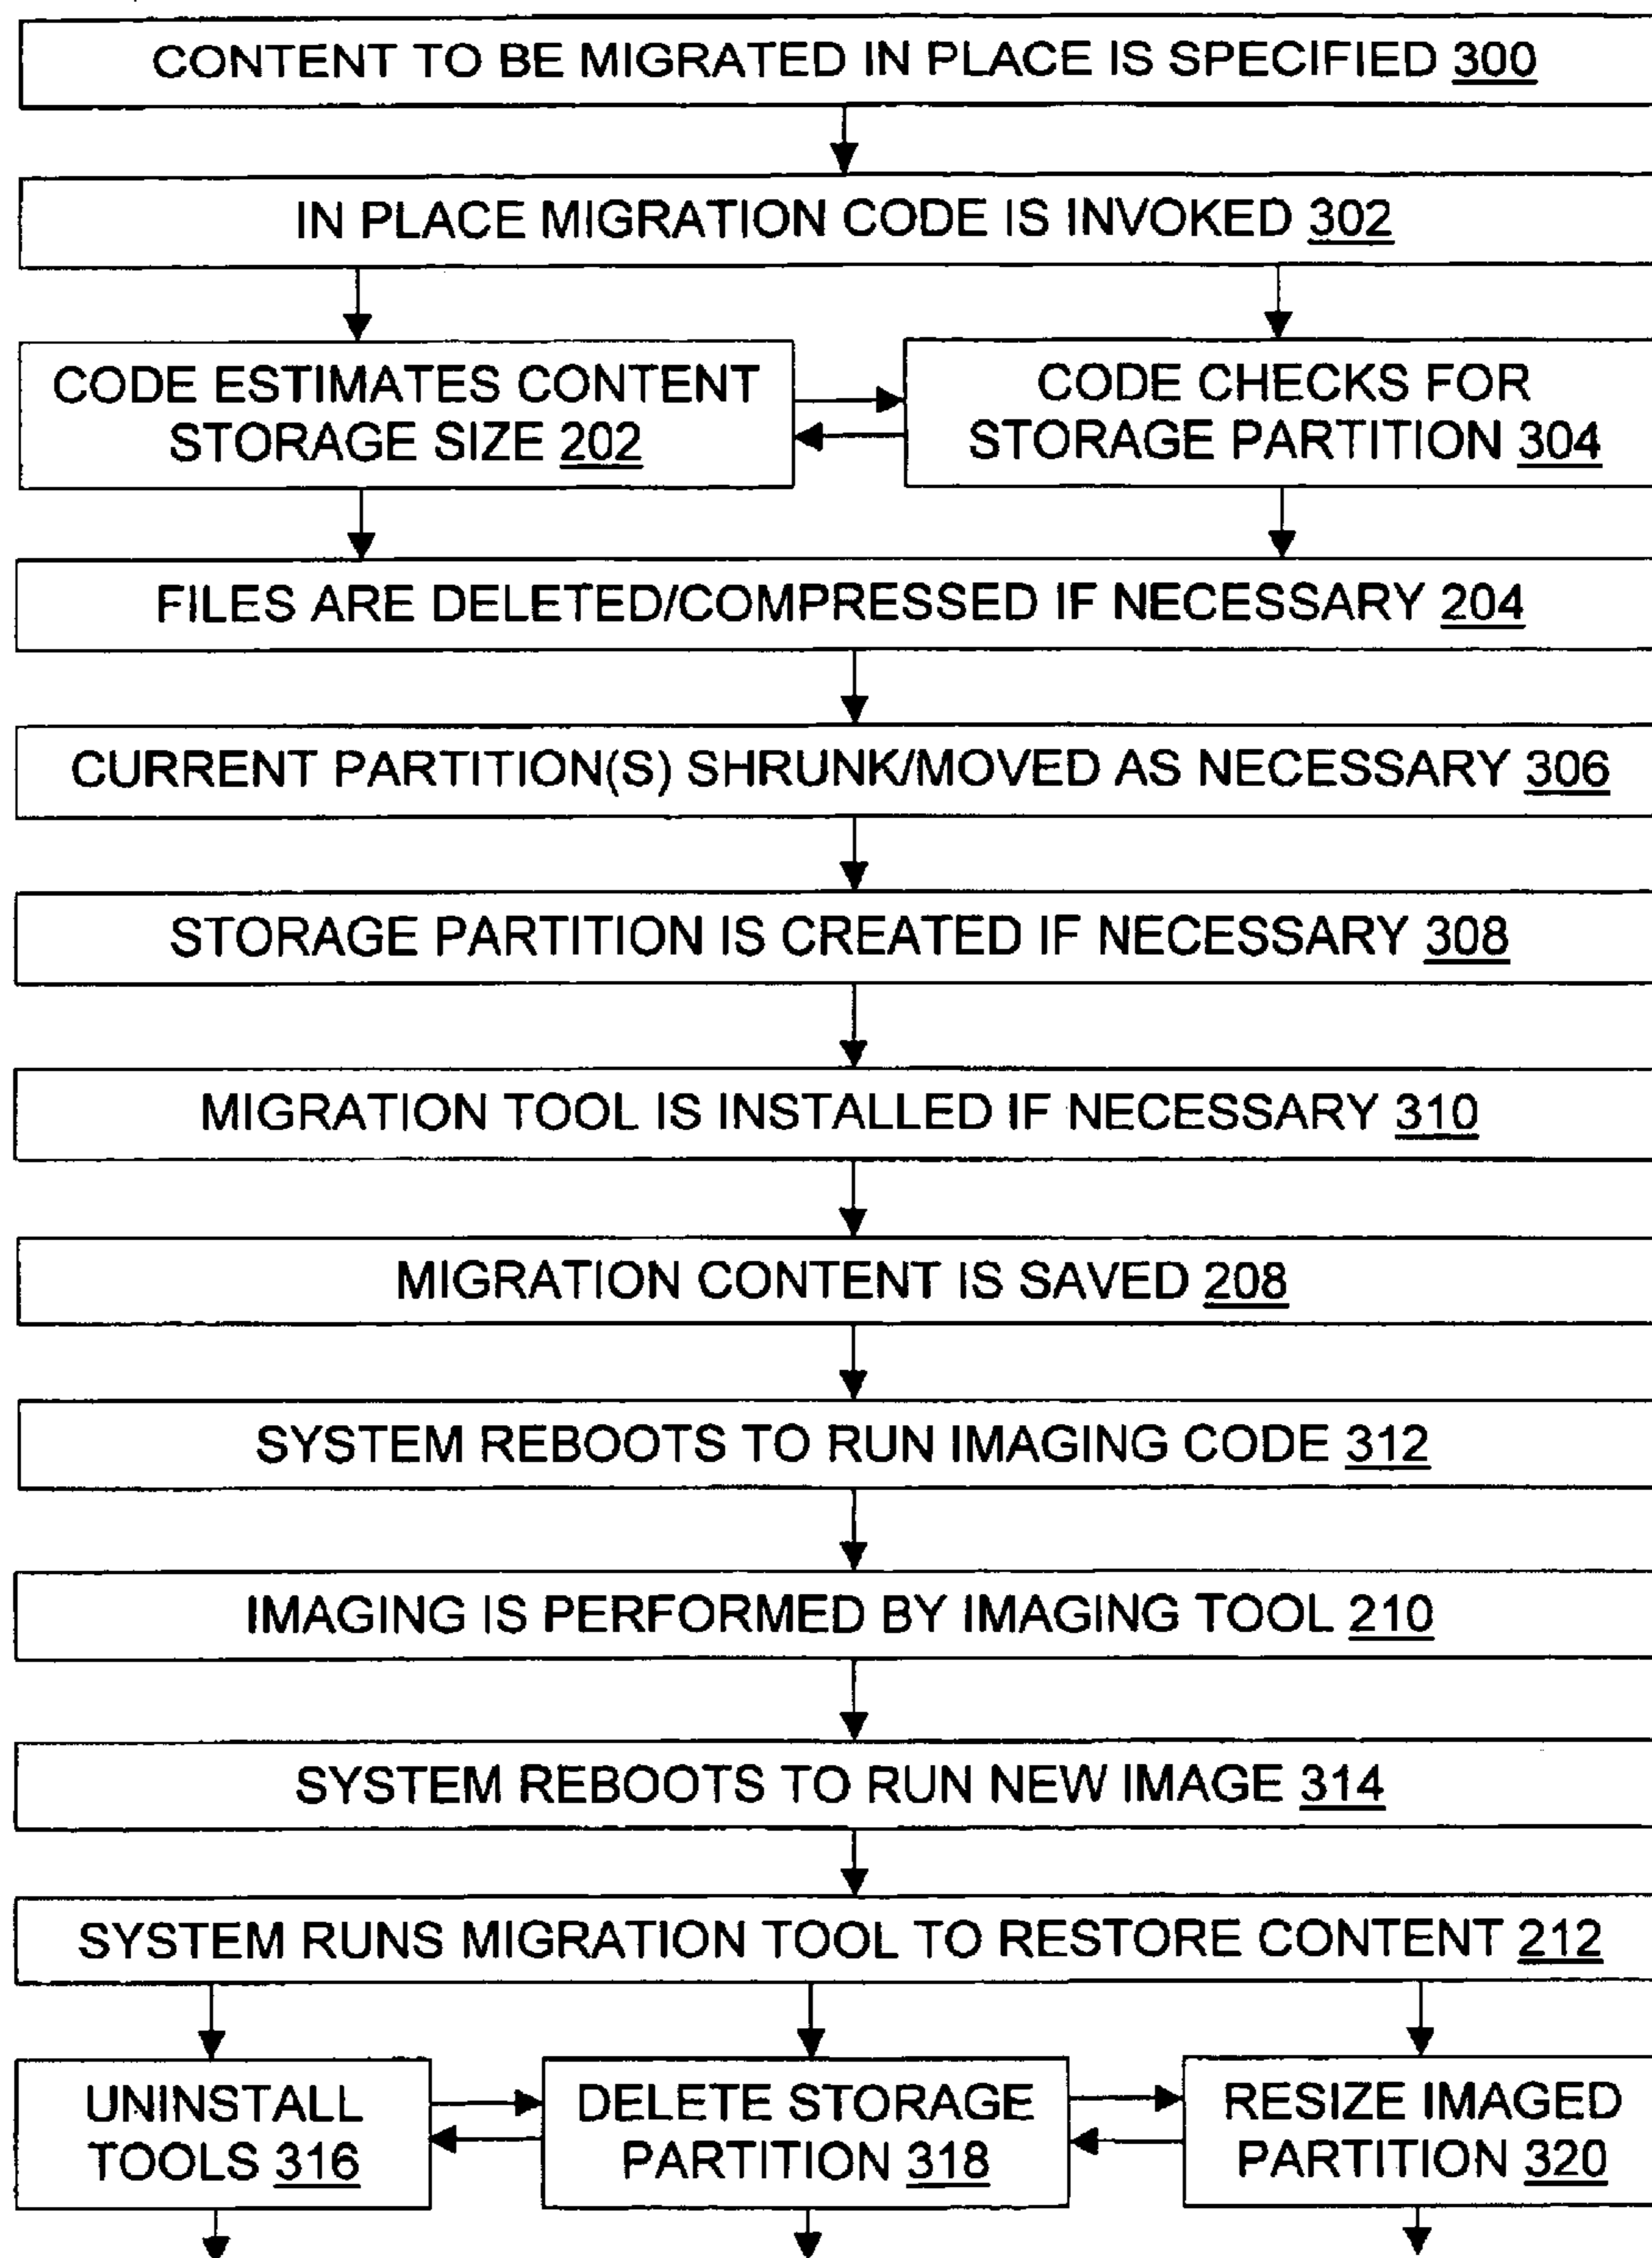 CONTENT TO BE MIGRATED IN PLACE IS SPECIFIED 300
IN PLACE MIGRATION CODE IS INVOKED 302
CODE ESTIMATES CONTENT
STORAGE SIZE 202
CODE CHECKS FOR
STORAGE PARTITION 304
FILES ARE DELETED/COMPRESSED IF NECESSARY 204
CURRENT PARTITION(S) SHRUNK/MOVED AS NECESSARY 306
STORAGE PARTITION IS CREATED IF NECESSARY 308
MIGRATION TOOL IS INSTALLED IF NECESSARY 310
MIGRATION CONTENT IS SAVED 208
SYSTEM REBOOTS TO RUN IMAGING CODE 312
IMAGING IS PERFORMED BY IMAGING TOOL 210
SYSTEM REBOOTS TO RUN NEW IMAGE 314
SYSTEM RUNS MIGRATION TOOL TO RESTORE CONTENT 212
UNINSTALL
TOOLS 316
DELETE STORAGE
PARTITION 318
RESIZE IMAGED
PARTITION 320